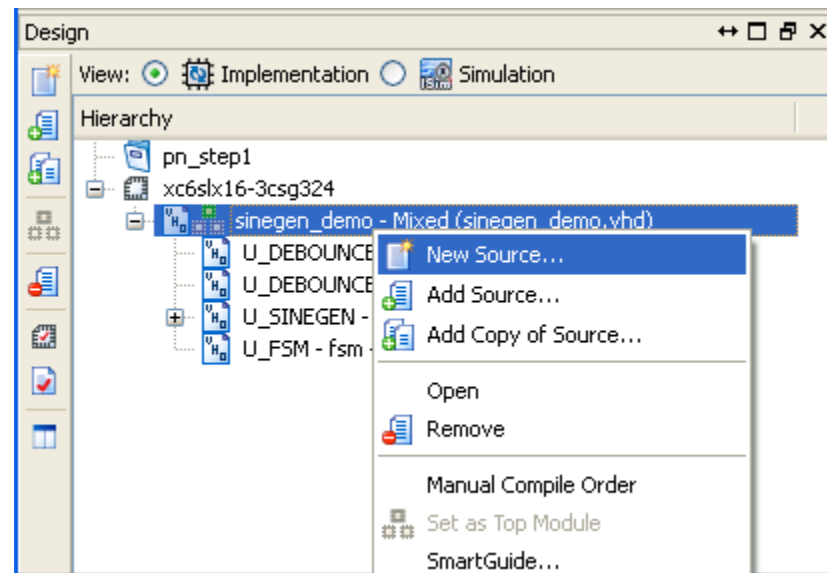 Design
View: Implementation Simulation
Hierarchy
pn_step1
xc6slx16-3csg324
sinegen_demo - Mixed (sinegen_demo.vhd)
U_DEBOUNCE
U_DEBOUNCE
U_SINEGEN -
U_FSM - fsm -
New Source...
Add Source...
Add Copy of Source...
Open
Remove
Manual Compile Order
Set as Top Module
SmartGuide...